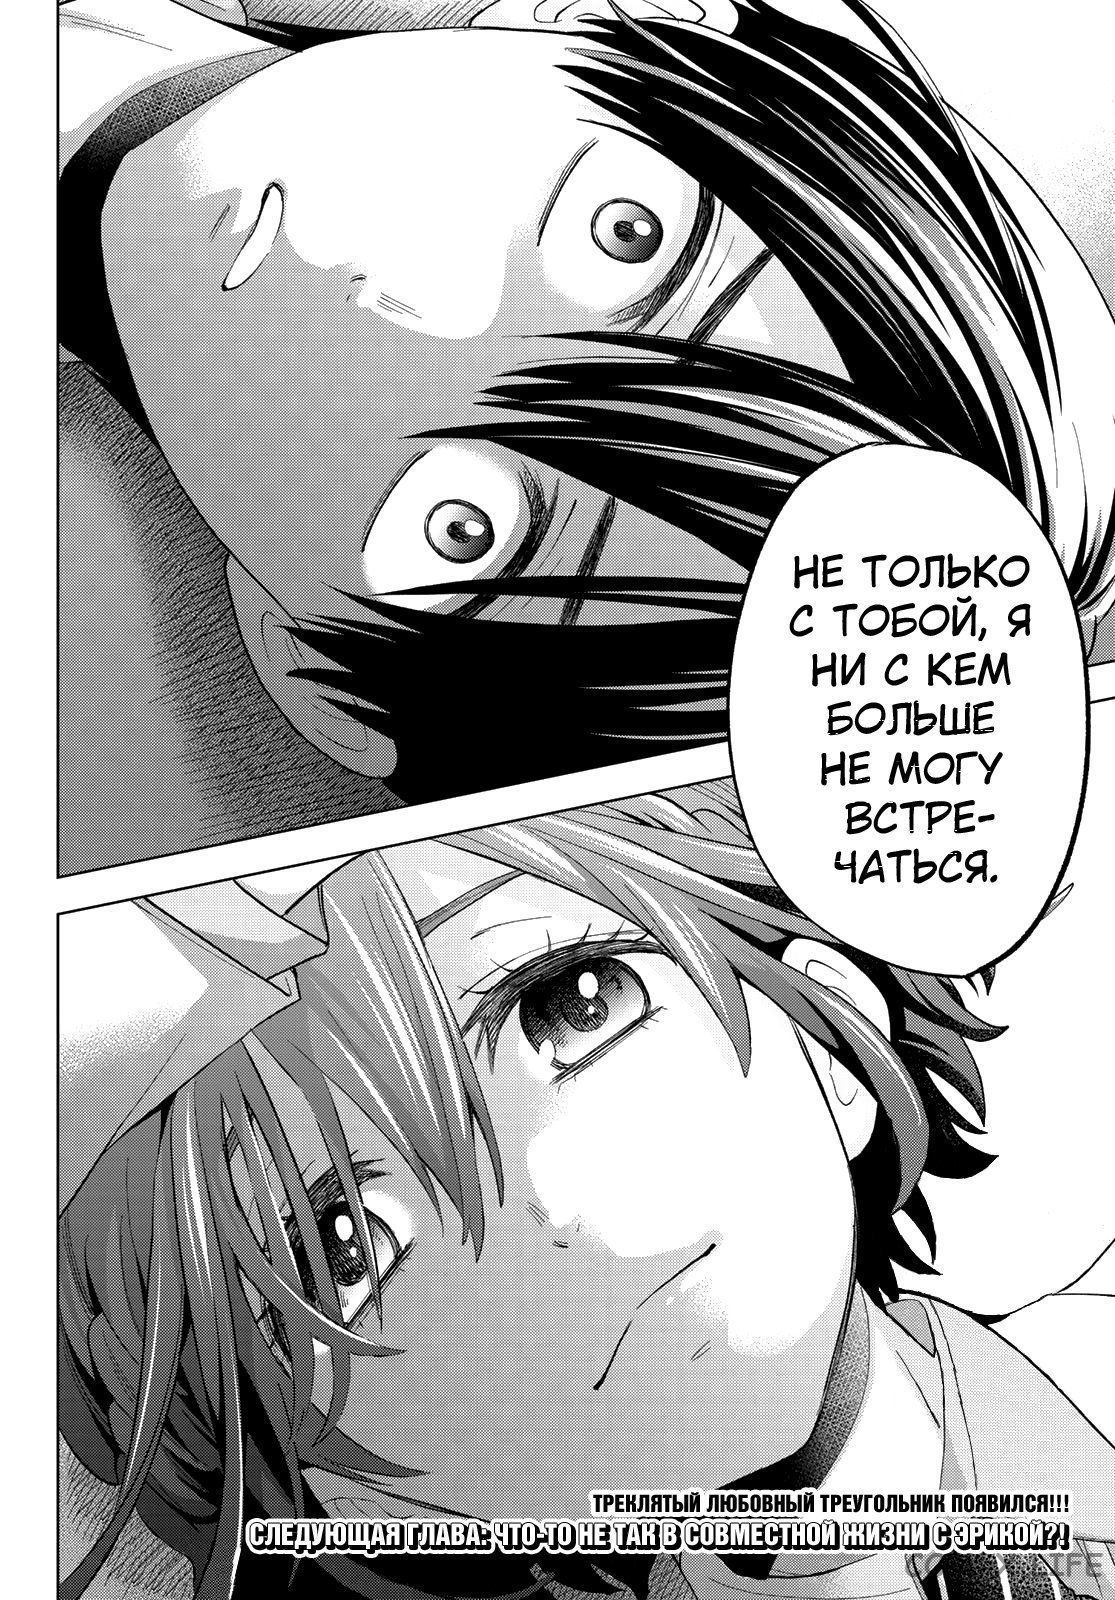 НЕ ТОЛЬКО
С ТОБОЙ, Я
НИ С КЕМ
БОЛЬШЕ
НЕ МОГУ
ВСТРЕ-
ЧАТЬСЯ.
ТРЕКЛЯТЫЙ ЛЮБОВНЫЙ ТРЕУГОЛЬНИК ПОЯВИЛСЯ!!!
СЛЕДУЮЩАЯ ГЛАВА: ЧТО-ТО НЕ ТАК В СОВМЕСТНОЙ ЖИЗНИ С ЭРИКОЙ?!